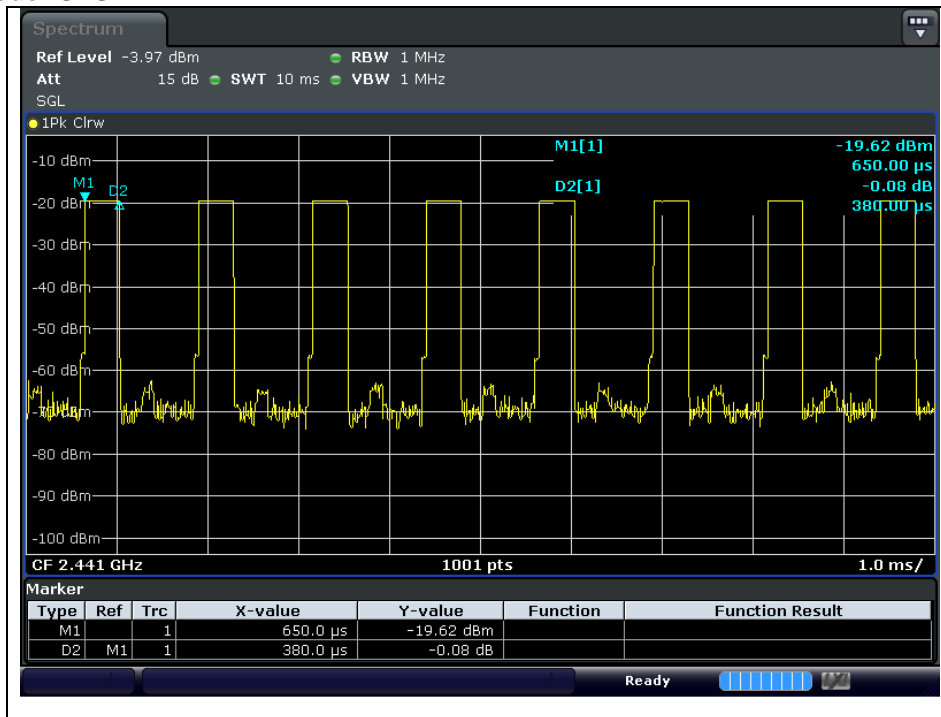 Spectrum
Ref Level -3.97 dBm RBW 1 MHz
Att 15 dB SWT 10 ms VBW 1 MHz
SGL
1Pk Clrw
M1[1] -19.62 dBm
650.00 µs
D2[1] -0.08 dB
380.00 µs
M1
D2
-10 dBm
-20 dBm
-30 dBm
-40 dBm
-50 dBm
-60 dBm
-70 dBm
-80 dBm
-90 dBm
-100 dBm
CF 2.441 GHz 1001 pts 1.0 ms/
Marker
Type Ref Trc X-value Y-value Function Function Result
M1 1 650.0 µs -19.62 dBm
D2 M1 1 380.0 µs -0.08 dB
Ready